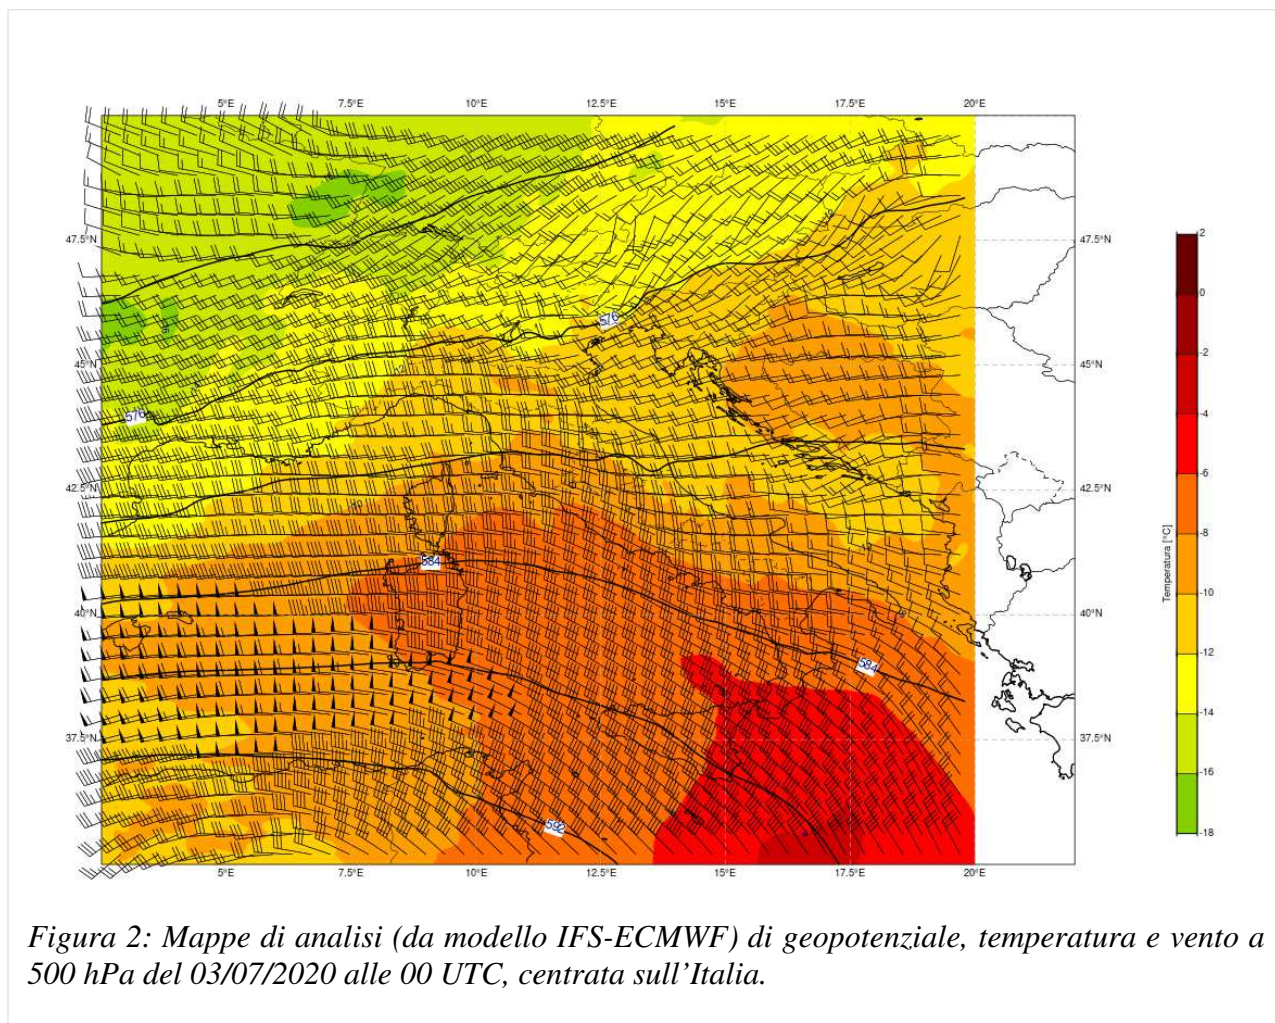 5°E 7.5°E 10°E 12.5°E 15°E 17.5°E 20°E
47.5°N 47.5°N
45°N 45°N
42.5°N 42.5°N
40°N 40°N
37.5°N 37.5°N
576
576
584
584
592
5°E 7.5°E 10°E 12.5°E 15°E 17.5°E 20°E
2
0
-2
-4
-6
-8
-10
-12
-14
-16
-18
Temperatura [°C]
Figura 2: Mappe di analisi (da modello IFS-ECMWF) di geopotenziale, temperatura e vento a
500 hPa del 03/07/2020 alle 00 UTC, centrata sull’Italia.